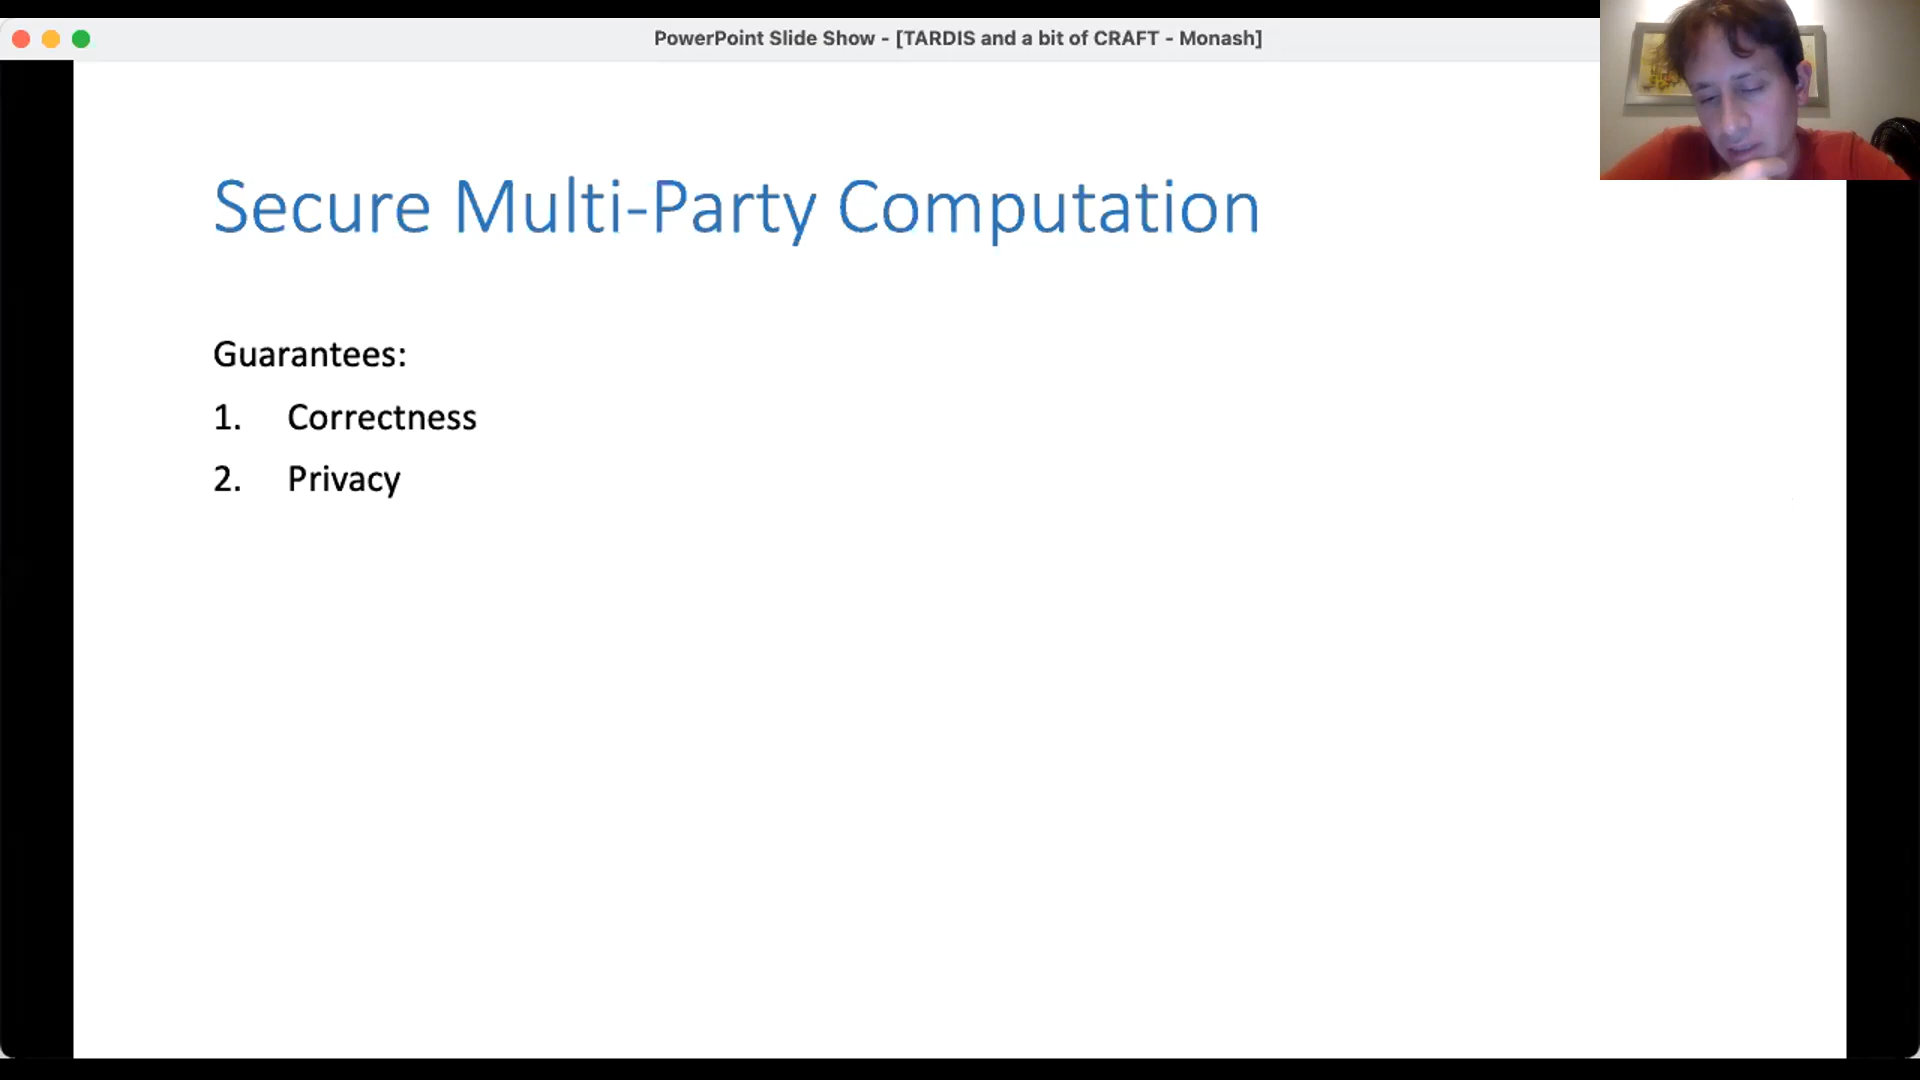 PowerPoint Slide Show - [TARDIS and a bit of CRAFT - Monash]
Secure Multi-Party Computation
Guarantees:
1. Correctness
2. Privacy